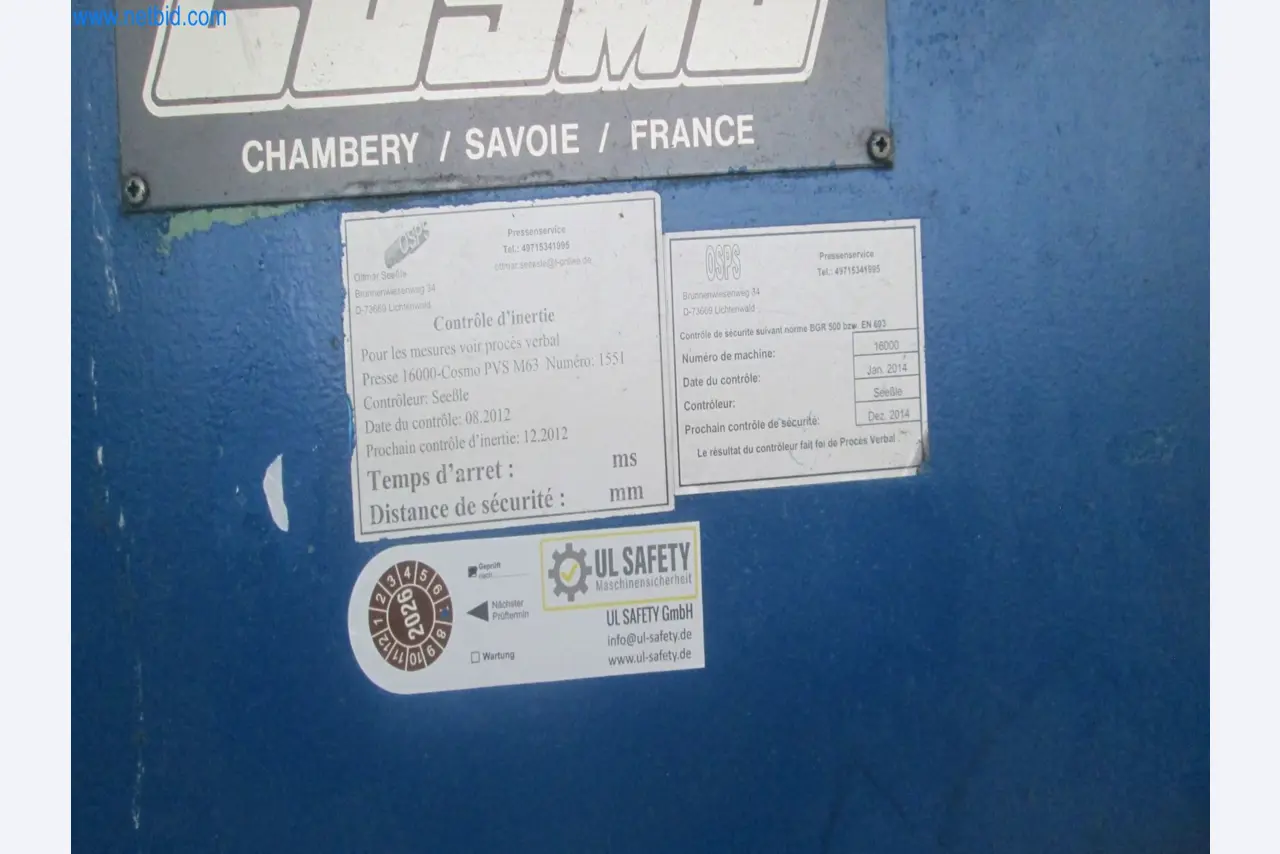 www.netbid.com
COSMO
CHAMBERY / SAVOIE / FRANCE
OSPS
Pressenservice
Tel.: 49715341995
Ottmar Seeßle
Brunnenwiesenweg 34
D-73669 Lichtenwald
Contrôle d'inertie
Pour les mesures voir procès verbal
Presse 16000-Cosmo PVS M63 Numéro: 1551
Contrôleur: Seeßle
Date du contrôle: 08.2012
Prochain contrôle d'inertie: 12.2012
Temps d'arret : ms
Distance de sécurité : mm
OSPS
Pressenservice
Tel.: 49715341995
Brunnenwiesenweg 34
D-73669 Lichtenwald
Contrôle de sécurité suivant norme BGR 500 bzw. EN 693
Numéro de machine: 16000
Date du contrôle: Jan. 2014
Contrôleur: Seeßle
Prochain contrôle de sécurité: Dez. 2014
Le résultat du contrôleur fait foi de Procès Verbal
1 2 3 4 5 6 8 9 10 11 12
2026
Geprüft
nach
Nächster
Prüftermin
Wartung
UL SAFETY
Maschinensicherheit
UL SAFETY GmbH
info@ul-safety.de
www.ul-safety.de